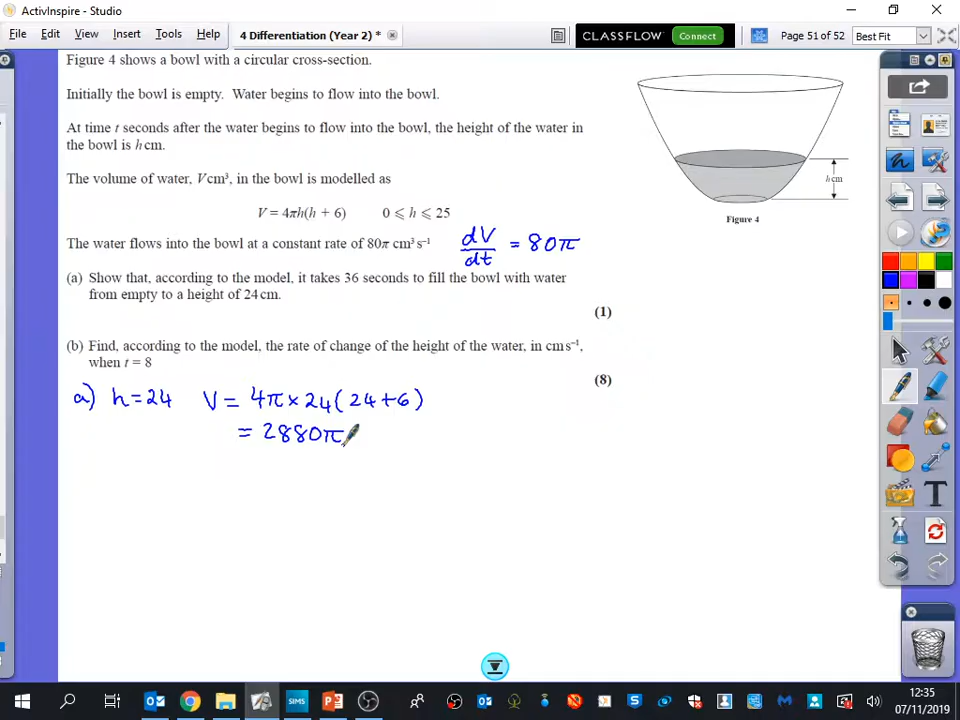 ActivInspire - Studio
File Edit View Insert Tools Help
4 Differentiation (Year 2) *
CLASSFLOW Connect
Page 51 of 52
Best Fit
Figure 4 shows a bowl with a circular cross-section.
Initially the bowl is empty. Water begins to flow into the bowl.
At time t seconds after the water begins to flow into the bowl, the height of the water in
the bowl is h cm.
The volume of water, V cm³, in the bowl is modelled as
V = 4πh(h + 6) 0 ⩽ h ⩽ 25
The water flows into the bowl at a constant rate of 80π cm³ s⁻¹
dV/dt = 80π
(a) Show that, according to the model, it takes 36 seconds to fill the bowl with water
from empty to a height of 24 cm.
(1)
(b) Find, according to the model, the rate of change of the height of the water, in cm s⁻¹,
when t = 8
(8)
a) h = 24 V = 4π × 24 ( 24 + 6 )
= 2880π
h cm
Figure 4
SIMS
12:35
07/11/2019